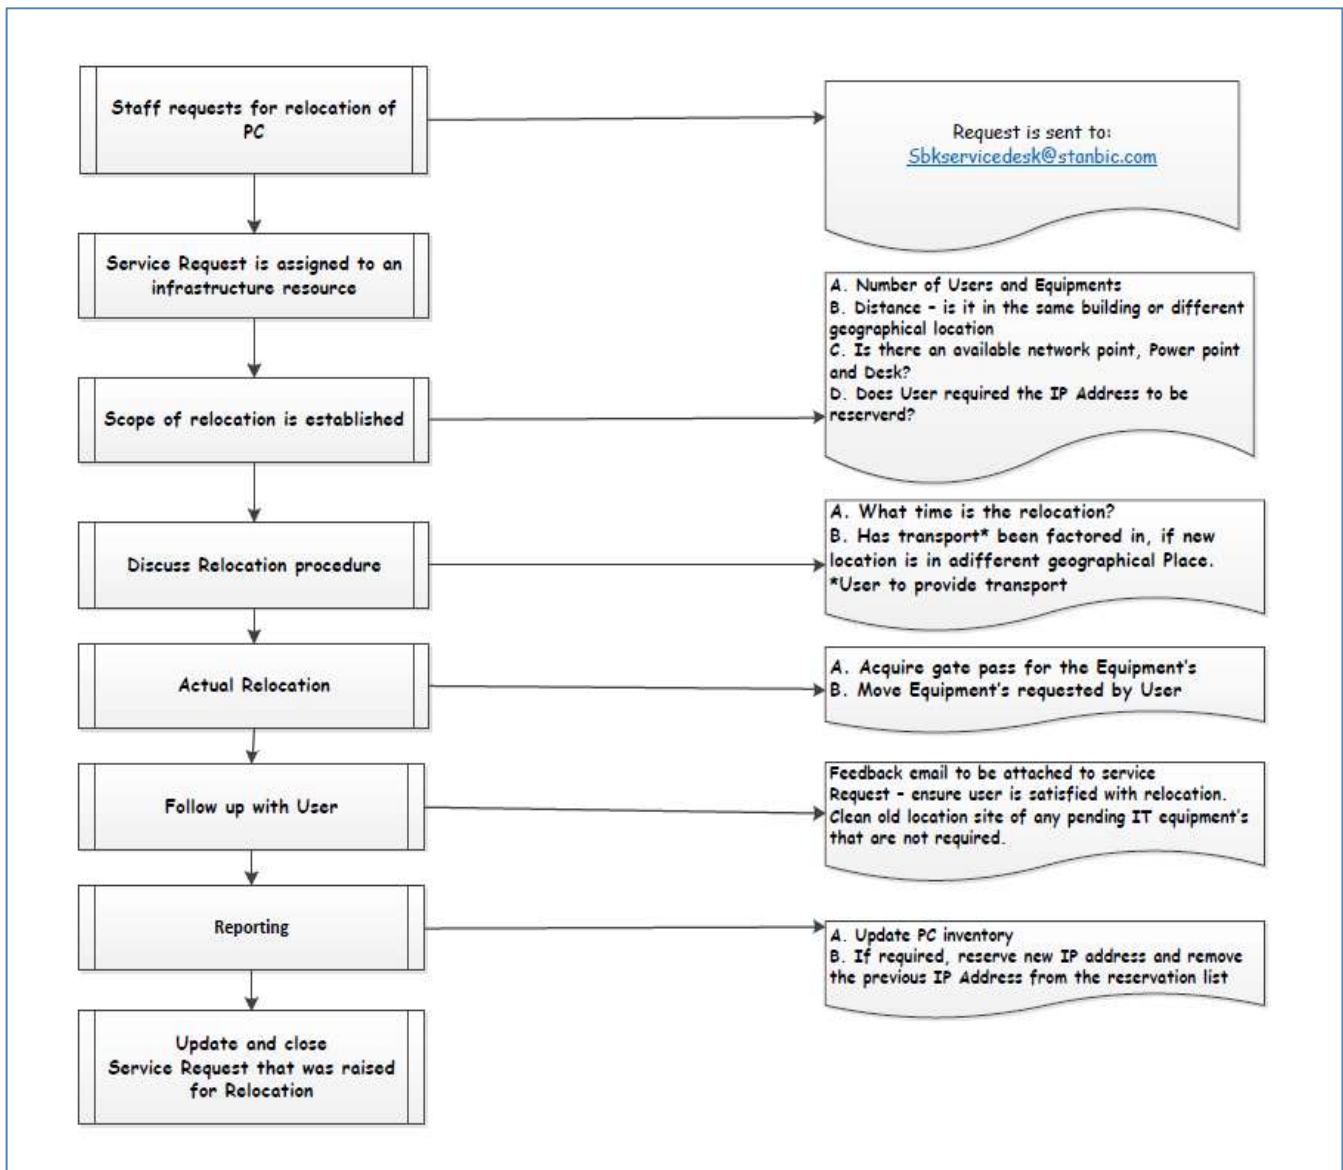 Staff requests for relocation of
PC
Request is sent to:
Sbkservicedesk@stanbic.com
Service Request is assigned to an
infrastructure resource
Scope of relocation is established
A. Number of Users and Equipments
B. Distance - is it in the same building or different
geographical location
C. Is there an available network point, Power point
and Desk?
D. Does User required the IP Address to be
reserverd?
Discuss Relocation procedure
A. What time is the relocation?
B. Has transport* been factored in, if new
location is in adifferent geographical Place.
*User to provide transport
Actual Relocation
A. Acquire gate pass for the Equipment's
B. Move Equipment's requested by User
Follow up with User
Feedback email to be attached to service
Request - ensure user is satisfied with relocation.
Clean old location site of any pending IT equipment's
that are not required.
Reporting
A. Update PC inventory
B. If required, reserve new IP address and remove
the previous IP Address from the reservation list
Update and close
Service Request that was raised
for Relocation